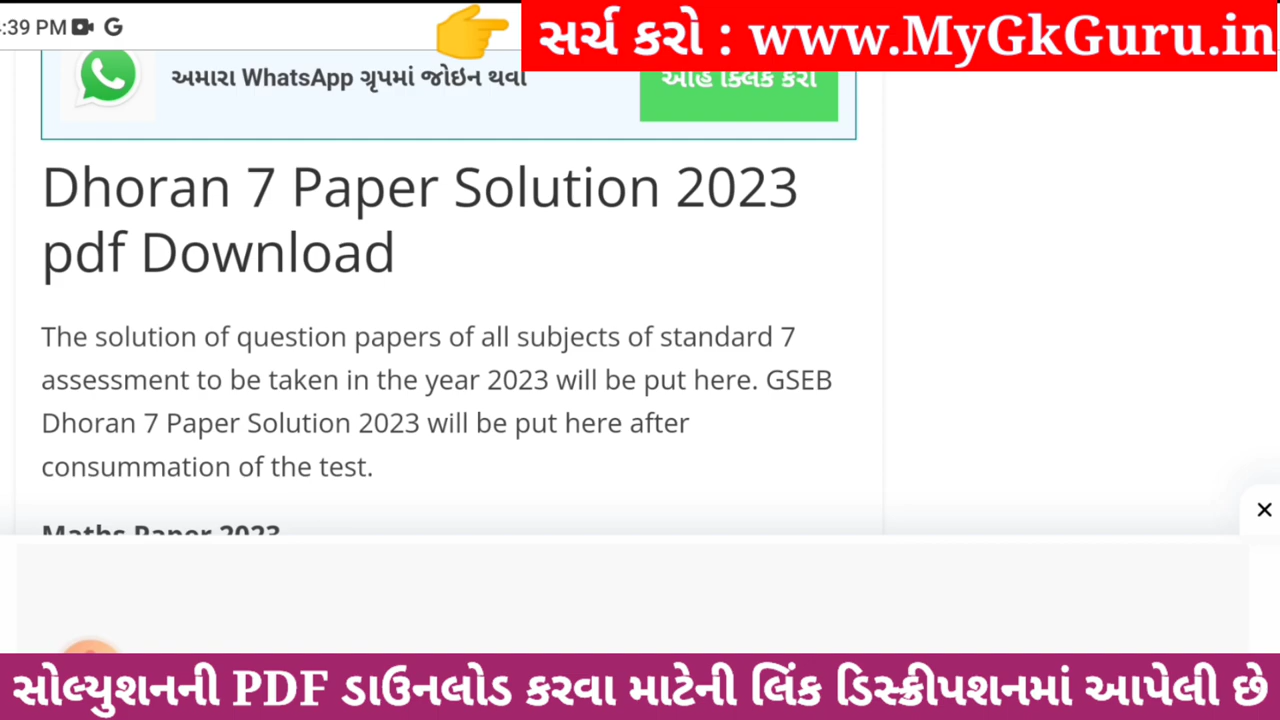 :39 PM G
સર્ચ કરો : www.MyGkGuru.in
અમારા WhatsApp ગ્રૃપમાં જોઇન થવા
અહિં ક્લિક કરો
Dhoran 7 Paper Solution 2023
pdf Download
The solution of question papers of all subjects of standard 7
assessment to be taken in the year 2023 will be put here. GSEB
Dhoran 7 Paper Solution 2023 will be put here after
consummation of the test.
Maths Paper 2023
સોલ્યુશનની PDF ડાઉનલોડ કરવા માટેની લિંક ડિસ્ક્રીપશનમાં આપેલી છે